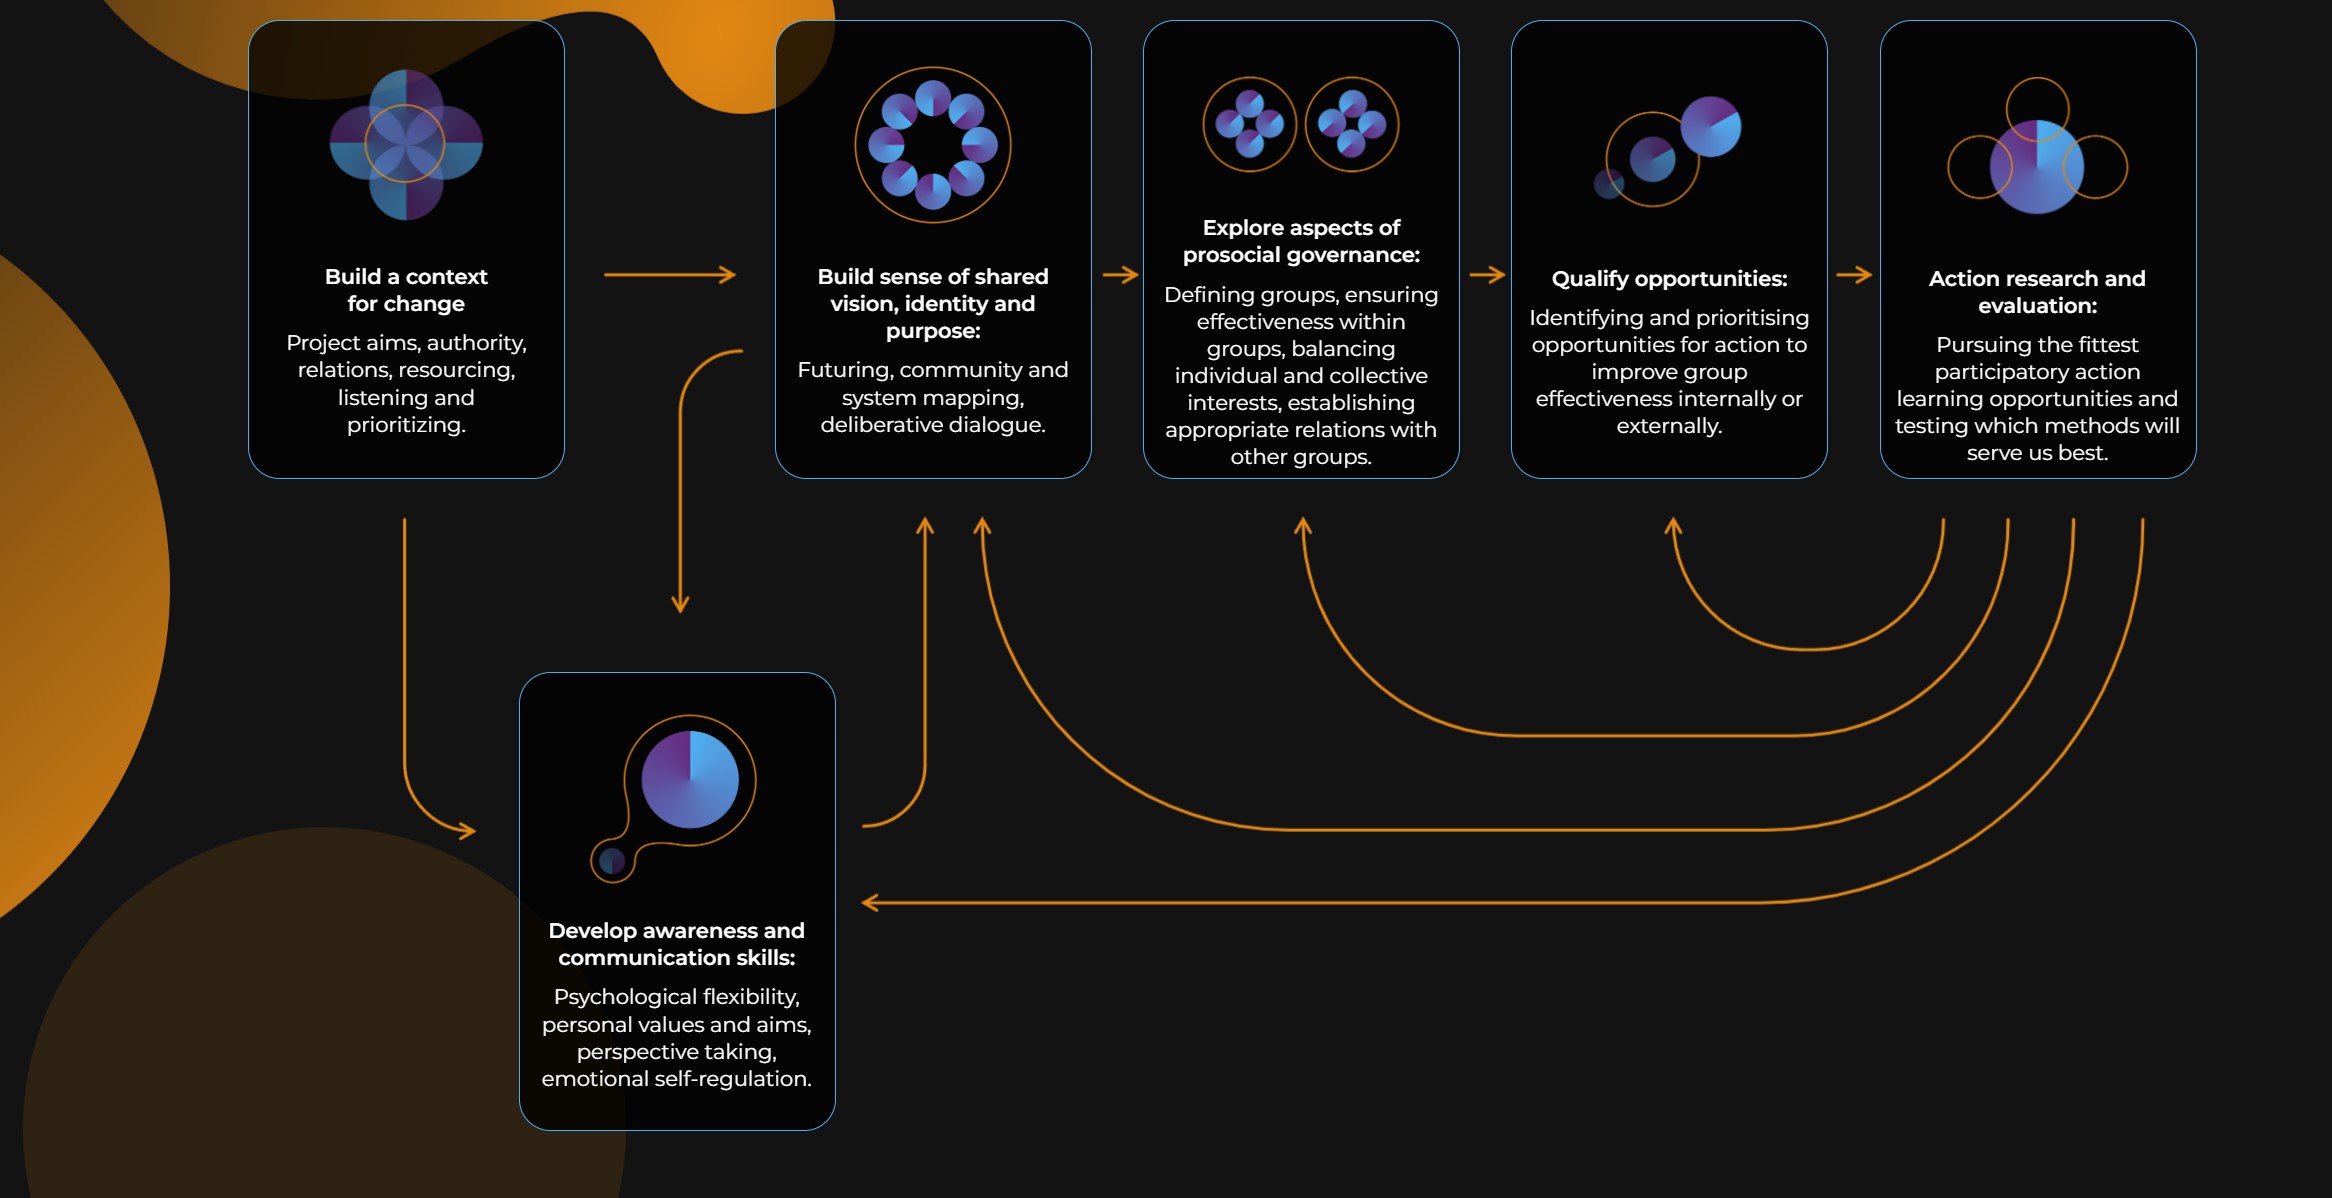 Build a context
for change
Project aims, authority,
relations, resourcing,
listening and
prioritizing.
Build sense of shared
vision, identity and
purpose:
Futuring, community and
system mapping,
deliberative dialogue.
Explore aspects of
prosocial governance:
Defining groups, ensuring
effectiveness within
groups, balancing
individual and collective
interests, establishing
appropriate relations with
other groups.
Qualify opportunities:
Identifying and prioritising
opportunities for action to
improve group
effectiveness internally or
externally.
Action research and
evaluation:
Pursuing the fittest
participatory action
learning opportunities and
testing which methods will
serve us best.
Develop awareness and
communication skills:
Psychological flexibility,
personal values and aims,
perspective taking,
emotional self-regulation.